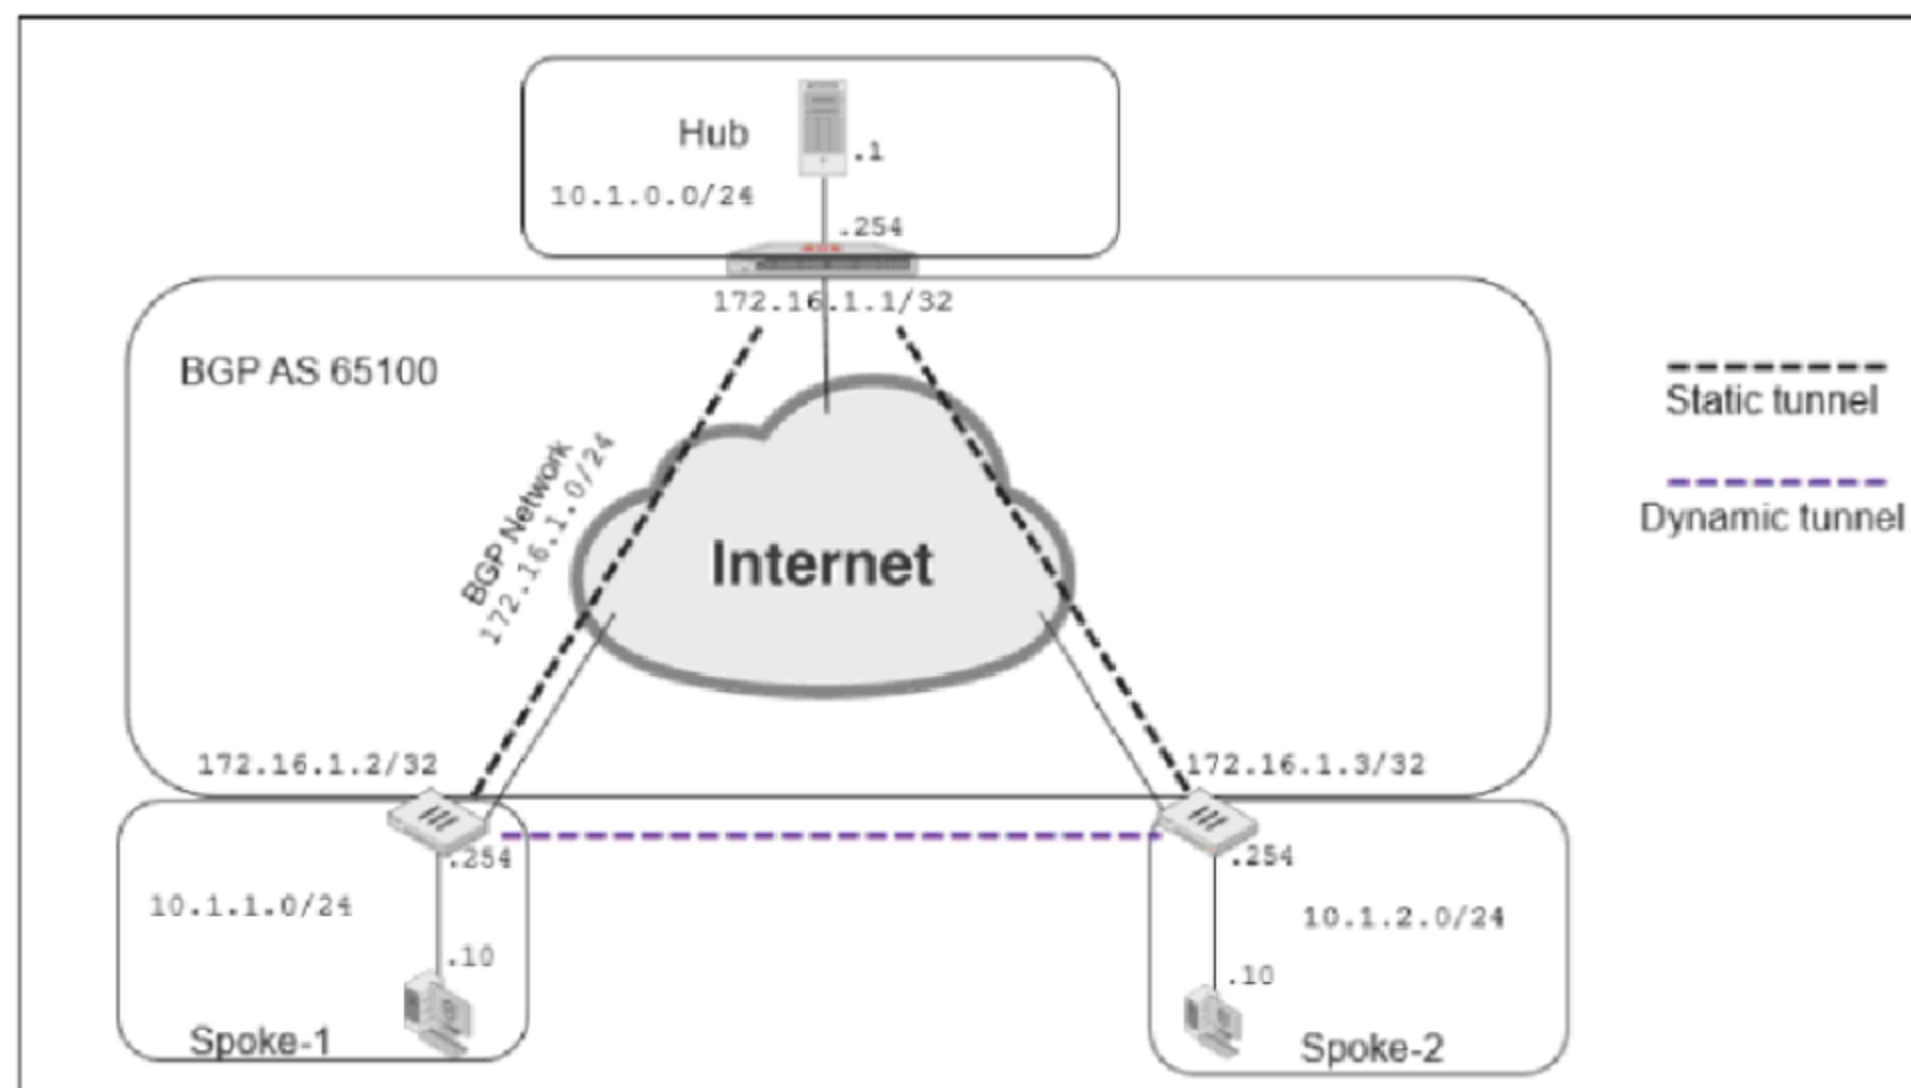 Hub
.1
10.1.0.0/24
.254
172.16.1.1/32
BGP AS 65100
Static tunnel
BGP Network
172.16.1.0/24
Dynamic tunnel
Internet
172.16.1.2/32
172.16.1.3/32
.254
.254
10.1.1.0/24
10.1.2.0/24
.10
.10
Spoke-1
Spoke-2